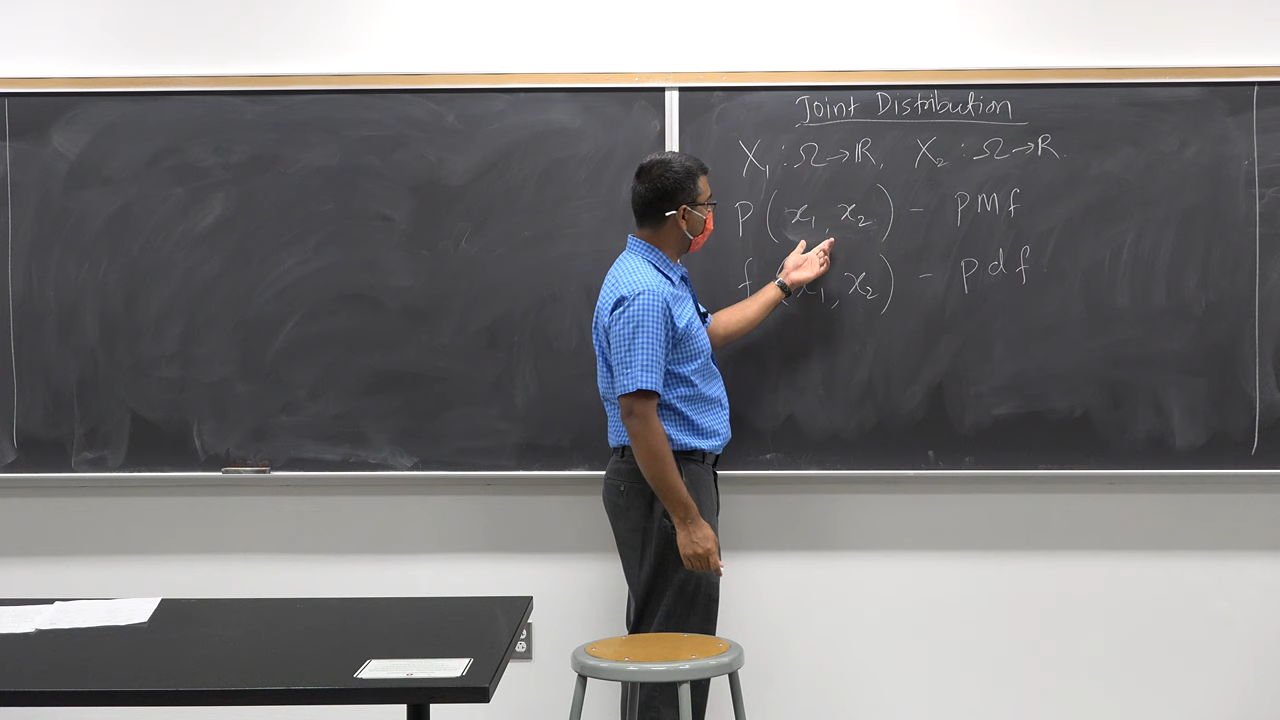 Joint Distribution
X₁ : Ω → ℝ, X₂ : Ω → ℝ.
p (x₁, x₂) - pmf
f (x₁, x₂) - pdf